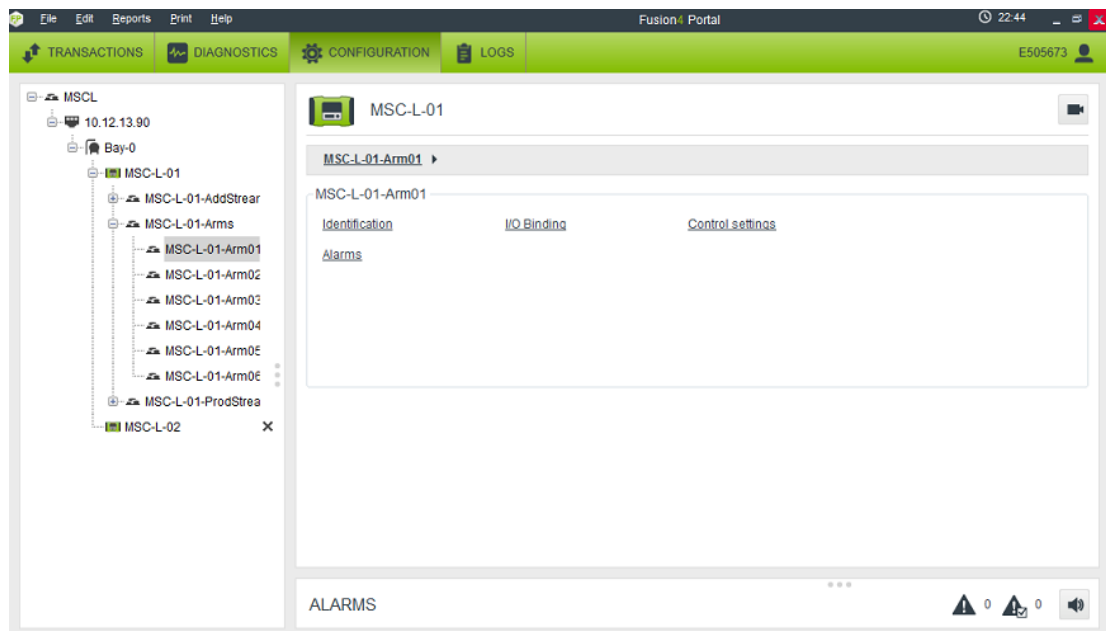 File Edit Reports Print Help Fusion4 Portal 22:44
TRANSACTIONS DIAGNOSTICS CONFIGURATION LOGS E505673
MSCL
10.12.13.90
Bay-0
MSC-L-01
MSC-L-01-AddStrear
MSC-L-01-Arms
MSC-L-01-Arm01
MSC-L-01-Arm02
MSC-L-01-Arm03
MSC-L-01-Arm04
MSC-L-01-Arm05
MSC-L-01-Arm06
MSC-L-01-ProdStrea
MSC-L-02
MSC-L-01
MSC-L-01-Arm01
MSC-L-01-Arm01
Identification I/O Binding Control settings
Alarms
ALARMS 0 0